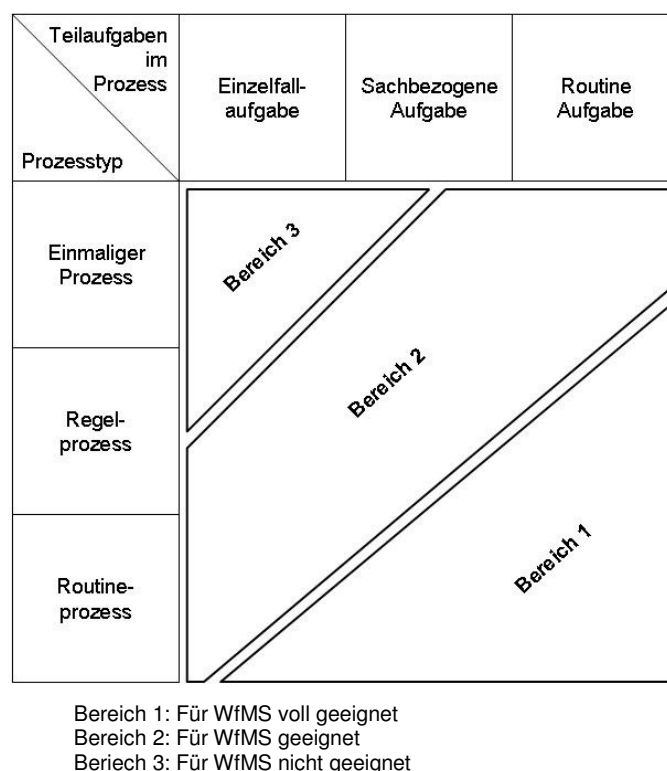 Teilaufgaben
im
Prozess
Prozesstyp
Einzelfall-
aufgabe
Sachbezogene
Aufgabe
Routine
Aufgabe
Einmaliger
Prozess
Bereich 3
Regel-
prozess
Bereich 2
Routine-
prozess
Bereich 1
Bereich 1: Für WfMS voll geeignet
Bereich 2: Für WfMS geeignet
Beriech 3: Für WfMS nicht geeignet